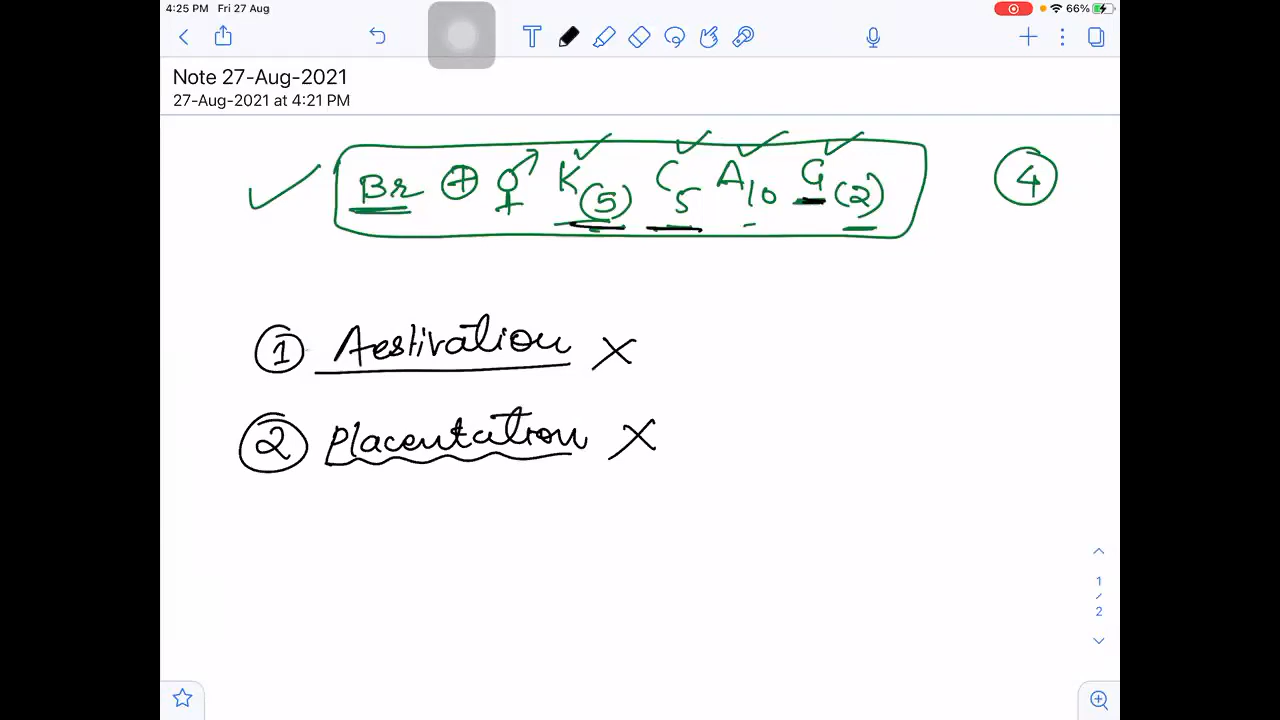 4:25 PM Fri 27 Aug
66%
T
Note 27-Aug-2021
27-Aug-2021 at 4:21 PM
Br ⊕ ⚥ K(5) C5 A10 G(2) 4
1 Aestivation X
2 Placentation X
1
2